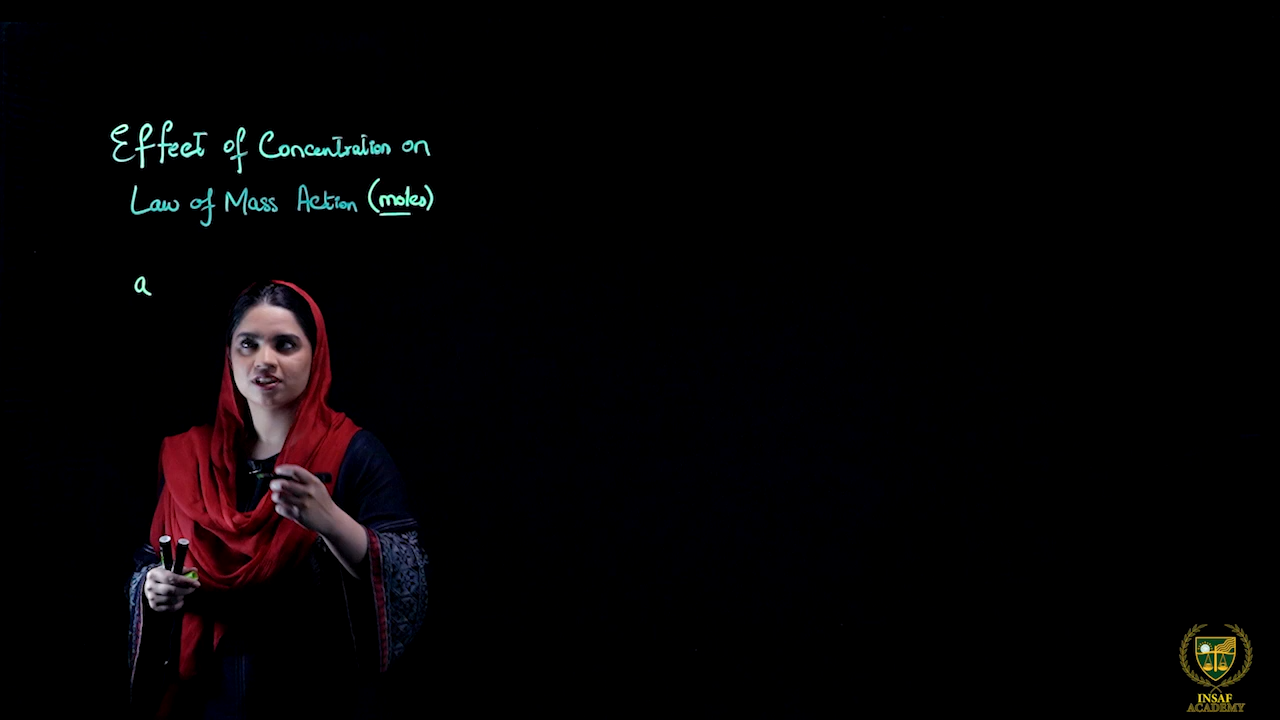 Effect of Concentration on
Law of Mass Action (moles)
a
INSAF
ACADEMY